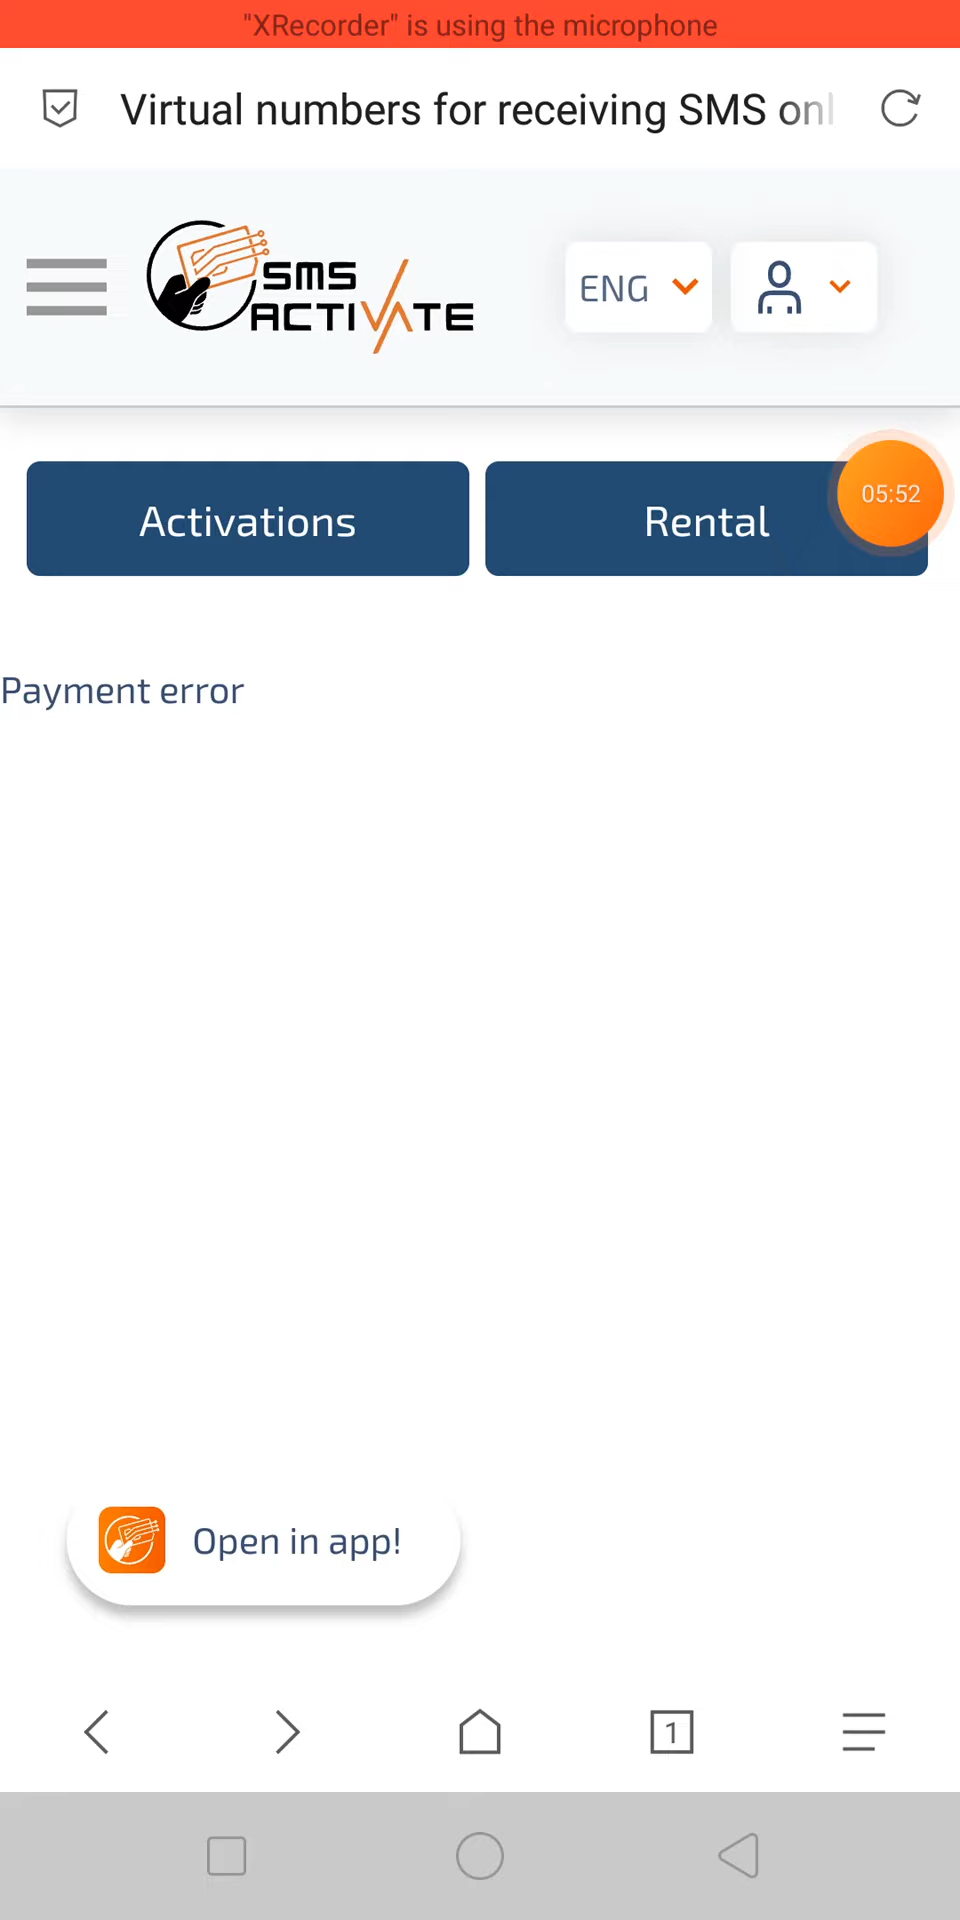 "XRecorder" is using the microphone
Virtual numbers for receiving SMS onl
SMS
ACTIVATE
ENG
Activations
Rental
05:52
Payment error
Open in app!
1